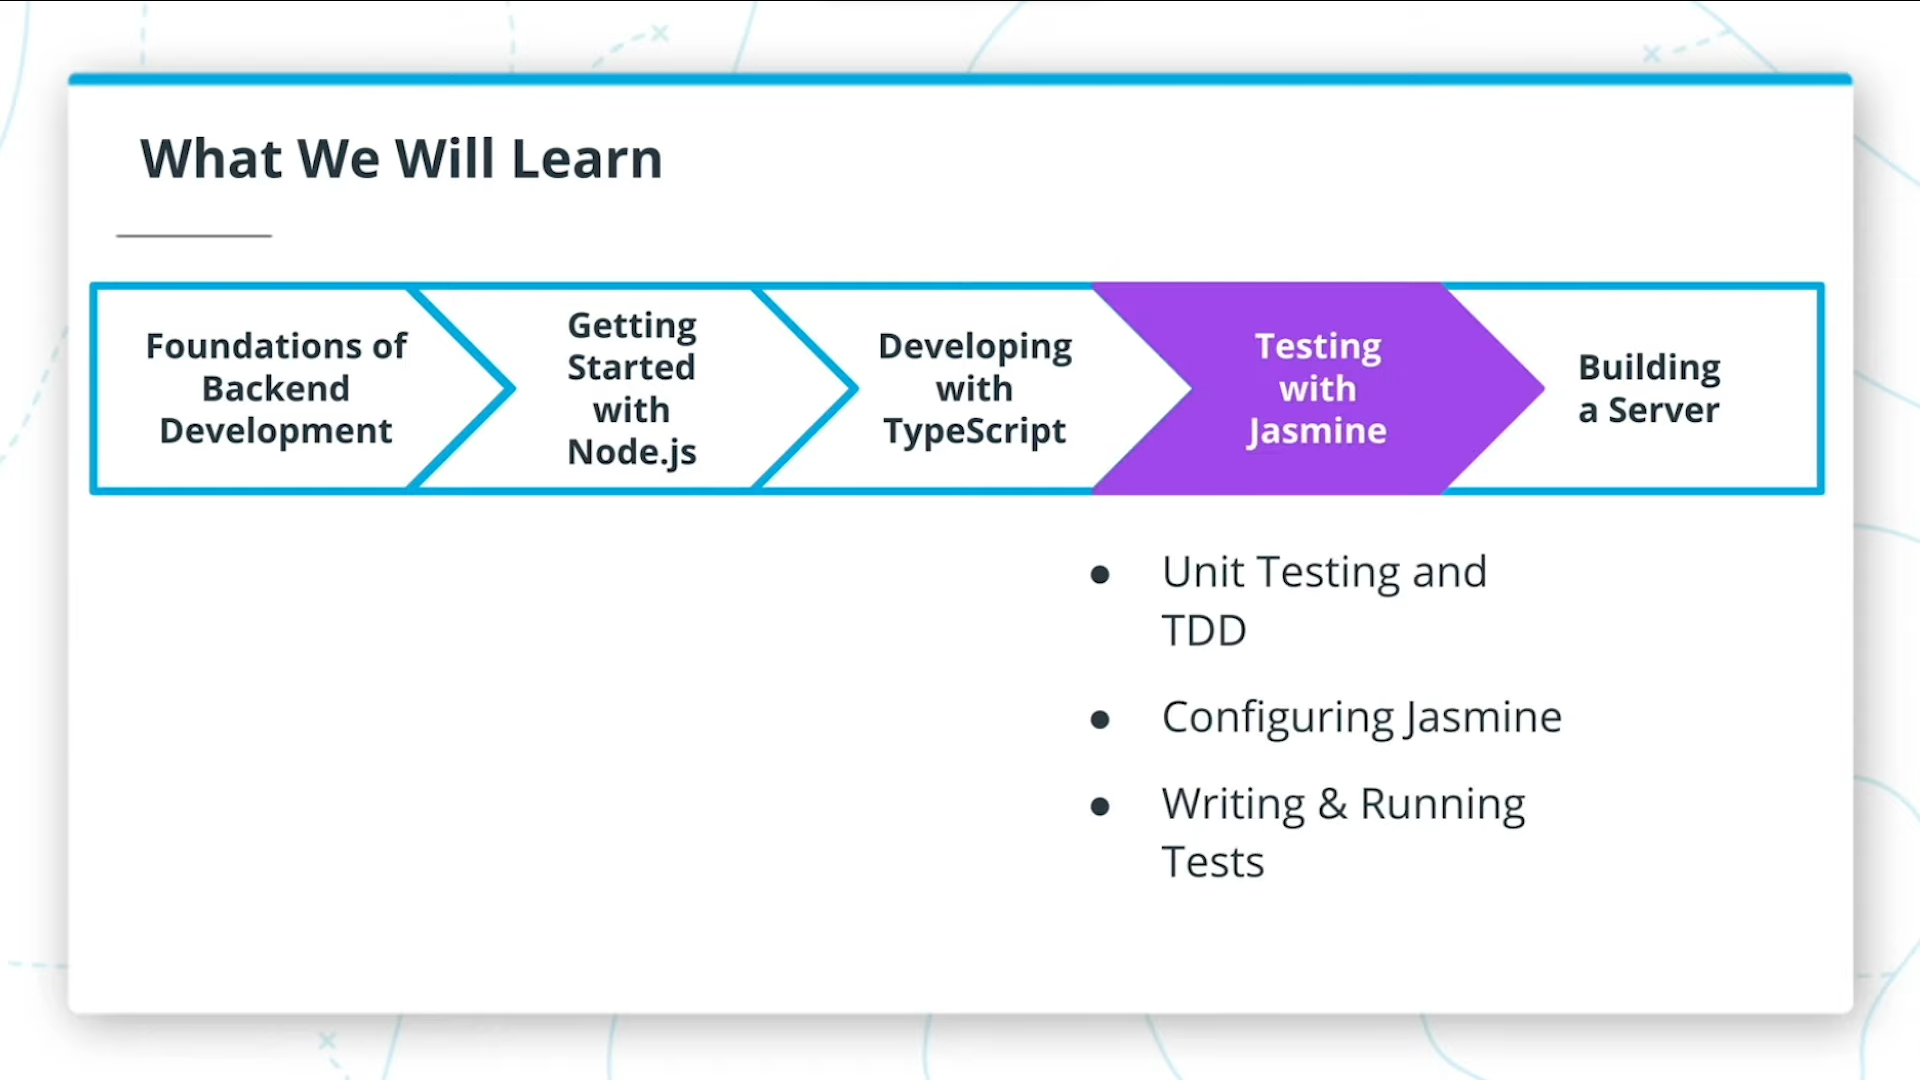 What We Will Learn
Foundations of
Backend
Development
Getting
Started
with
Node.js
Developing
with
TypeScript
Testing
with
Jasmine
Building
a Server
● Unit Testing and
TDD
● Configuring Jasmine
● Writing & Running
Tests